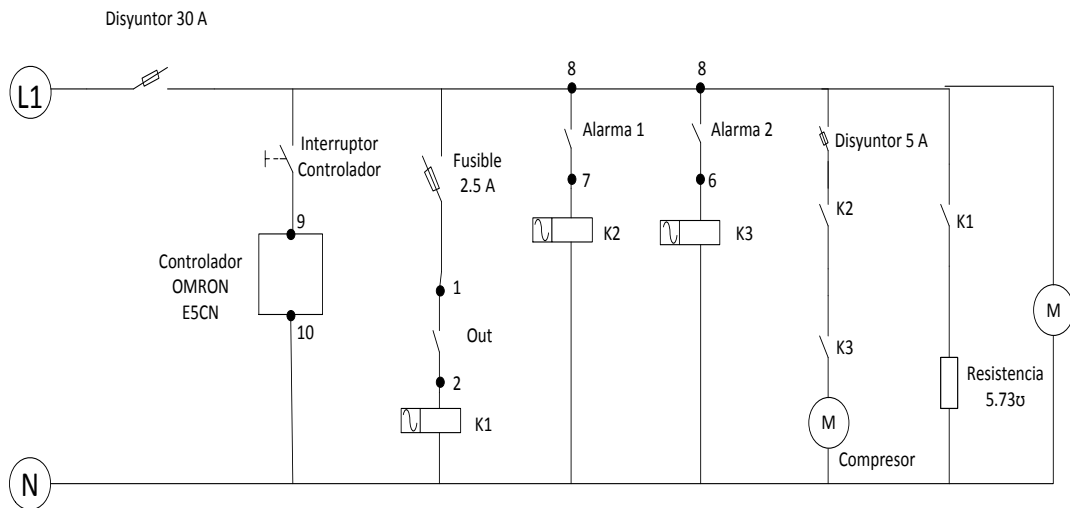 Disyuntor 30 A
L1
8
8
Alarma 1
Alarma 2
Disyuntor 5 A
Interruptor
Controlador
Fusible
2.5 A
7
6
K2
K1
9
K2
K3
Controlador
OMRON
E5CN
1
M
10
Out
K3
2
Resistencia
5.73ʊ
K1
M
Compresor
N